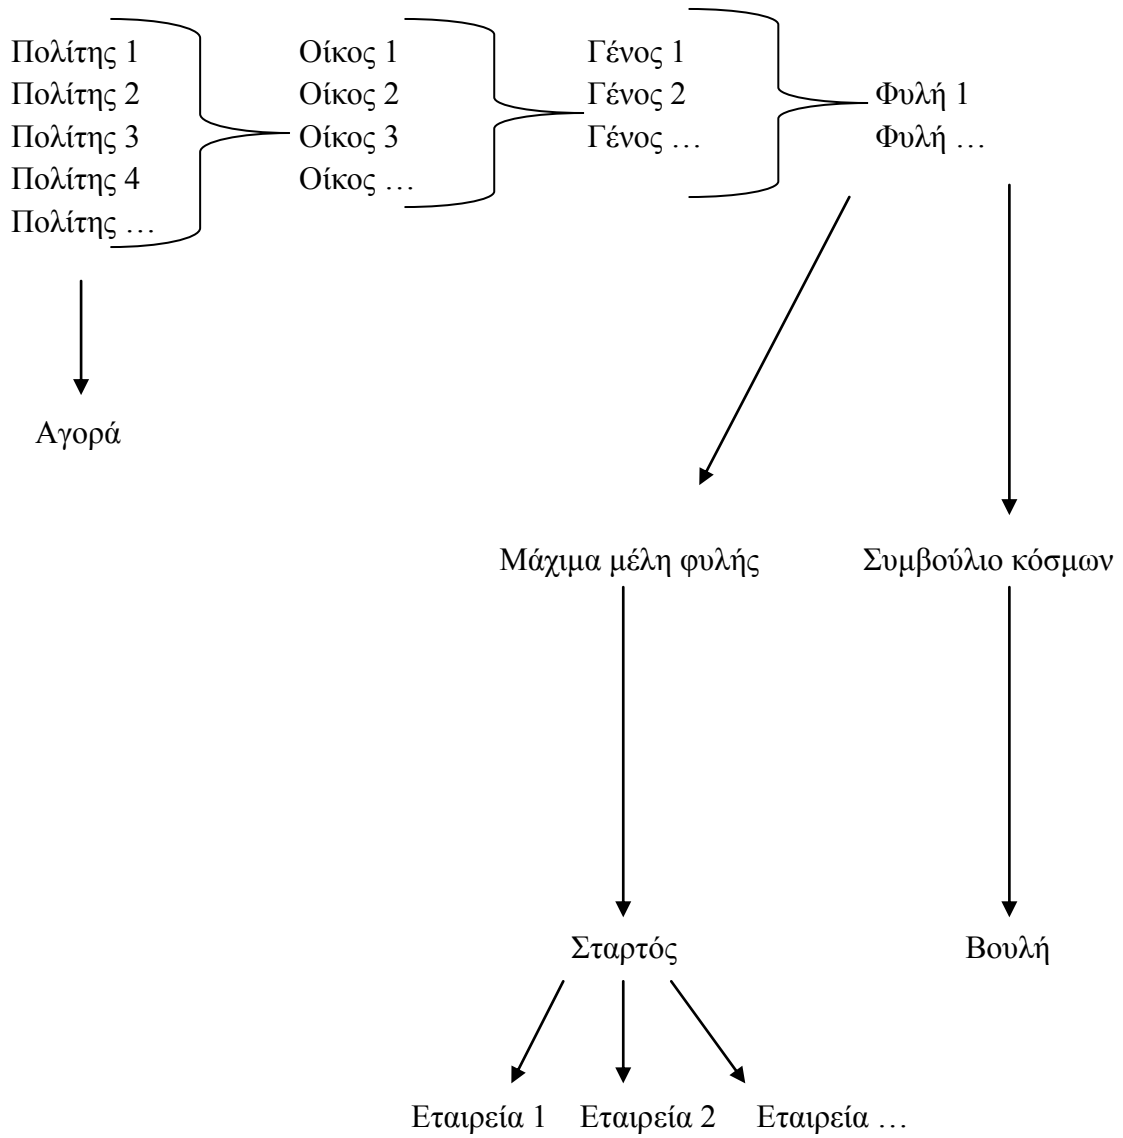 Πολίτης 1
Πολίτης 2
Πολίτης 3
Πολίτης 4
Πολίτης …
Οίκος 1
Οίκος 2
Οίκος 3
Οίκος …
Γένος 1
Γένος 2
Γένος …
Φυλή 1
Φυλή …
Αγορά
Μάχιμα μέλη φυλής
Συμβούλιο κόσμων
Σταρτός
Βουλή
Εταιρεία 1
Εταιρεία 2
Εταιρεία …